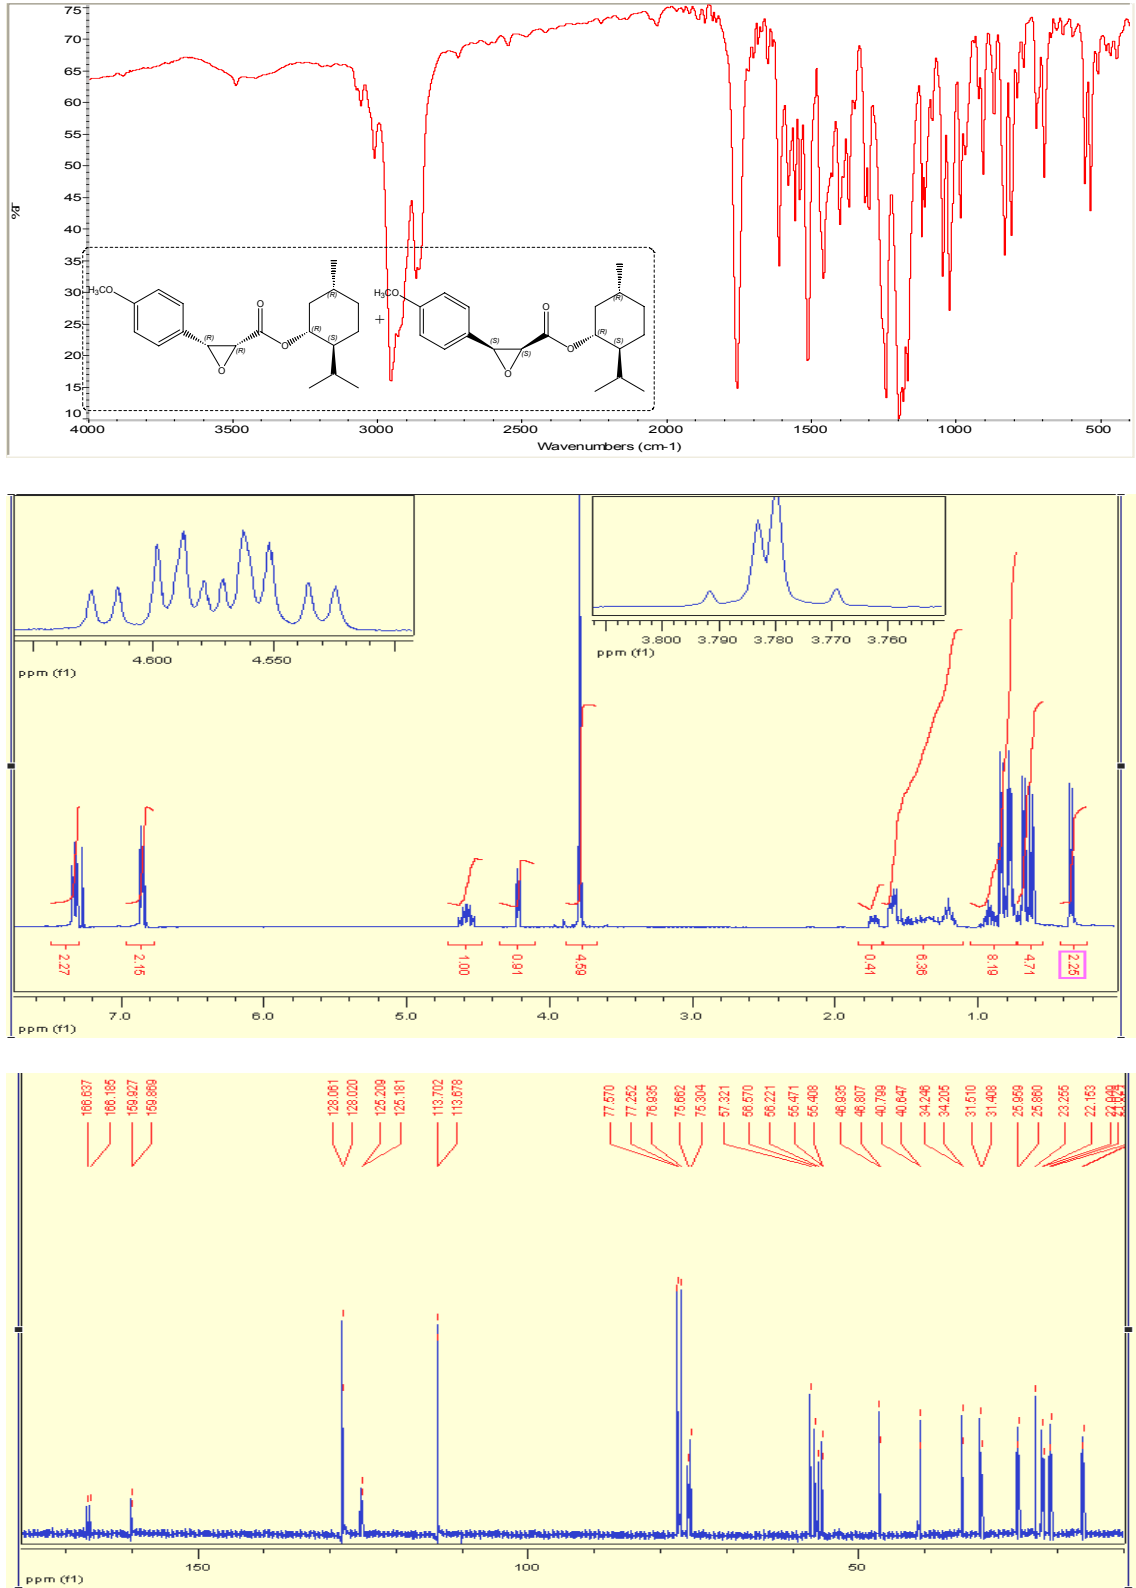 75
70
65
60
55
50
45
40
35
30
25
20
15
10
%T
4000 3500 3000 2500 2000 1500 1000 500
Wavenumbers (cm-1)
H₃CO
(R)
(R)
O
O
O
(R)
(R)
(S)
+
H₃CO
(S)
(S)
O
O
O
(R)
(R)
(S)
4.600 4.550
ppm (f1)
3.800 3.790 3.780 3.770 3.760
ppm (f1)
2.27 2.15 1.00 0.91 4.59 0.41 6.36 8.19 4.71 2.25
7.0 6.0 5.0 4.0 3.0 2.0 1.0
ppm (f1)
166.637
166.185
159.927
159.869
128.061
128.020
125.209
125.181
113.702
113.678
77.570
77.252
76.935
75.662
75.304
57.321
56.570
56.221
55.471
55.408
46.935
46.807
40.799
40.647
34.246
34.205
31.510
31.408
25.959
25.860
23.255
22.153
150 100 50
ppm (f1)